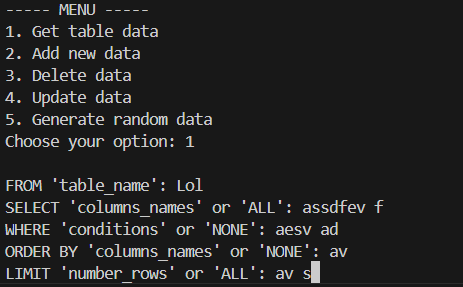 ----- MENU -----
1. Get table data
2. Add new data
3. Delete data
4. Update data
5. Generate random data
Choose your option: 1
FROM 'table_name': Lol
SELECT 'columns_names' or 'ALL': assdfev f
WHERE 'conditions' or 'NONE': aesv ad
ORDER BY 'columns_names' or 'NONE': av
LIMIT 'number_rows' or 'ALL': av s